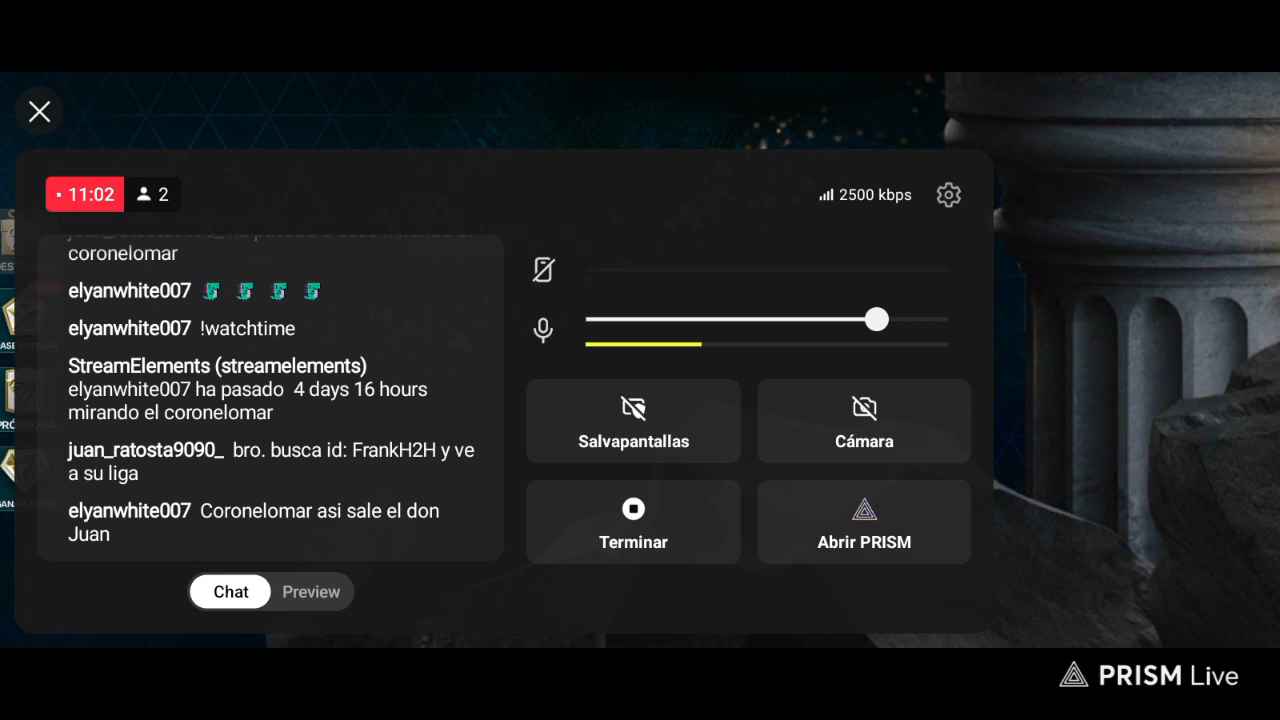 11:02
2
2500 kbps
coronelomar
elyanwhite007
elyanwhite007 !watchtime
StreamElements (streamelements)
elyanwhite007 ha pasado 4 days 16 hours
mirando el coronelomar
juan_ratosta9090_ bro. busca id: FrankH2H y ve
a su liga
elyanwhite007 Coronelomar asi sale el don
Juan
Chat
Preview
Salvapantallas
Cámara
Terminar
Abrir PRISM
PRISM Live